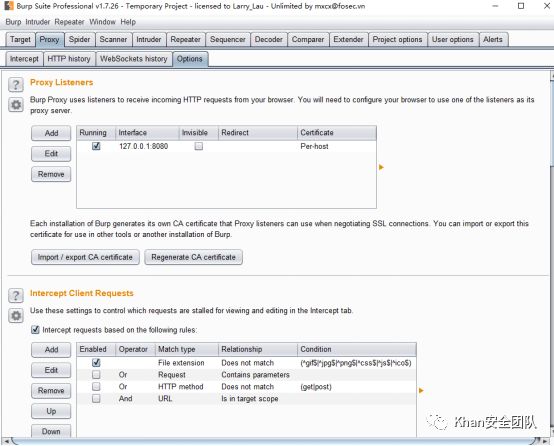 Burp Suite Professional v1.7.26 - Temporary Project - licensed to Larry_Lau - Unlimited by mxcx@fosec.vn
Burp Intruder Repeater Window Help
Target Proxy Spider Scanner Intruder Repeater Sequencer Decoder Comparer Extender Project options User options Alerts
Intercept HTTP history WebSockets history Options
? Proxy Listeners
Burp Proxy uses listeners to receive incoming HTTP requests from your browser. You will need to configure your browser to use one of the listeners as its
proxy server.
Add Running Interface Invisible Redirect Certificate
127.0.0.1:8080 Per-host
Edit
Remove
Each installation of Burp generates its own CA certificate that Proxy listeners can use when negotiating SSL connections. You can import or export this
certificate for use in other tools or another installation of Burp.
Import / export CA certificate Regenerate CA certificate
? Intercept Client Requests
Use these settings to control which requests are stalled for viewing and editing in the Intercept tab.
Intercept requests based on the following rules:
Add Enabled Operator Match type Relationship Condition
File extension Does not match (^gif$|^jpg$|^png$|^css$|^js$|^ico$)
Edit Or Request Contains parameters
Remove Or HTTP method Does not match (get|post)
And URL Is in target scope
Up
Down
Khan安全团队